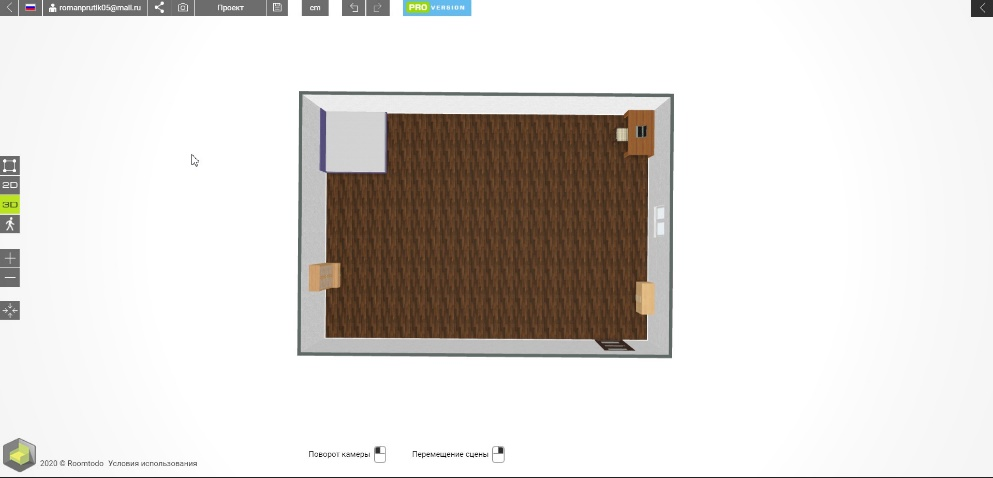 romanprutik05@mail.ru
Проект
cm
PRO VERSION
2D
3D
Поворот камеры
Перемещение сцены
2020 © Roomtodo Условия использования